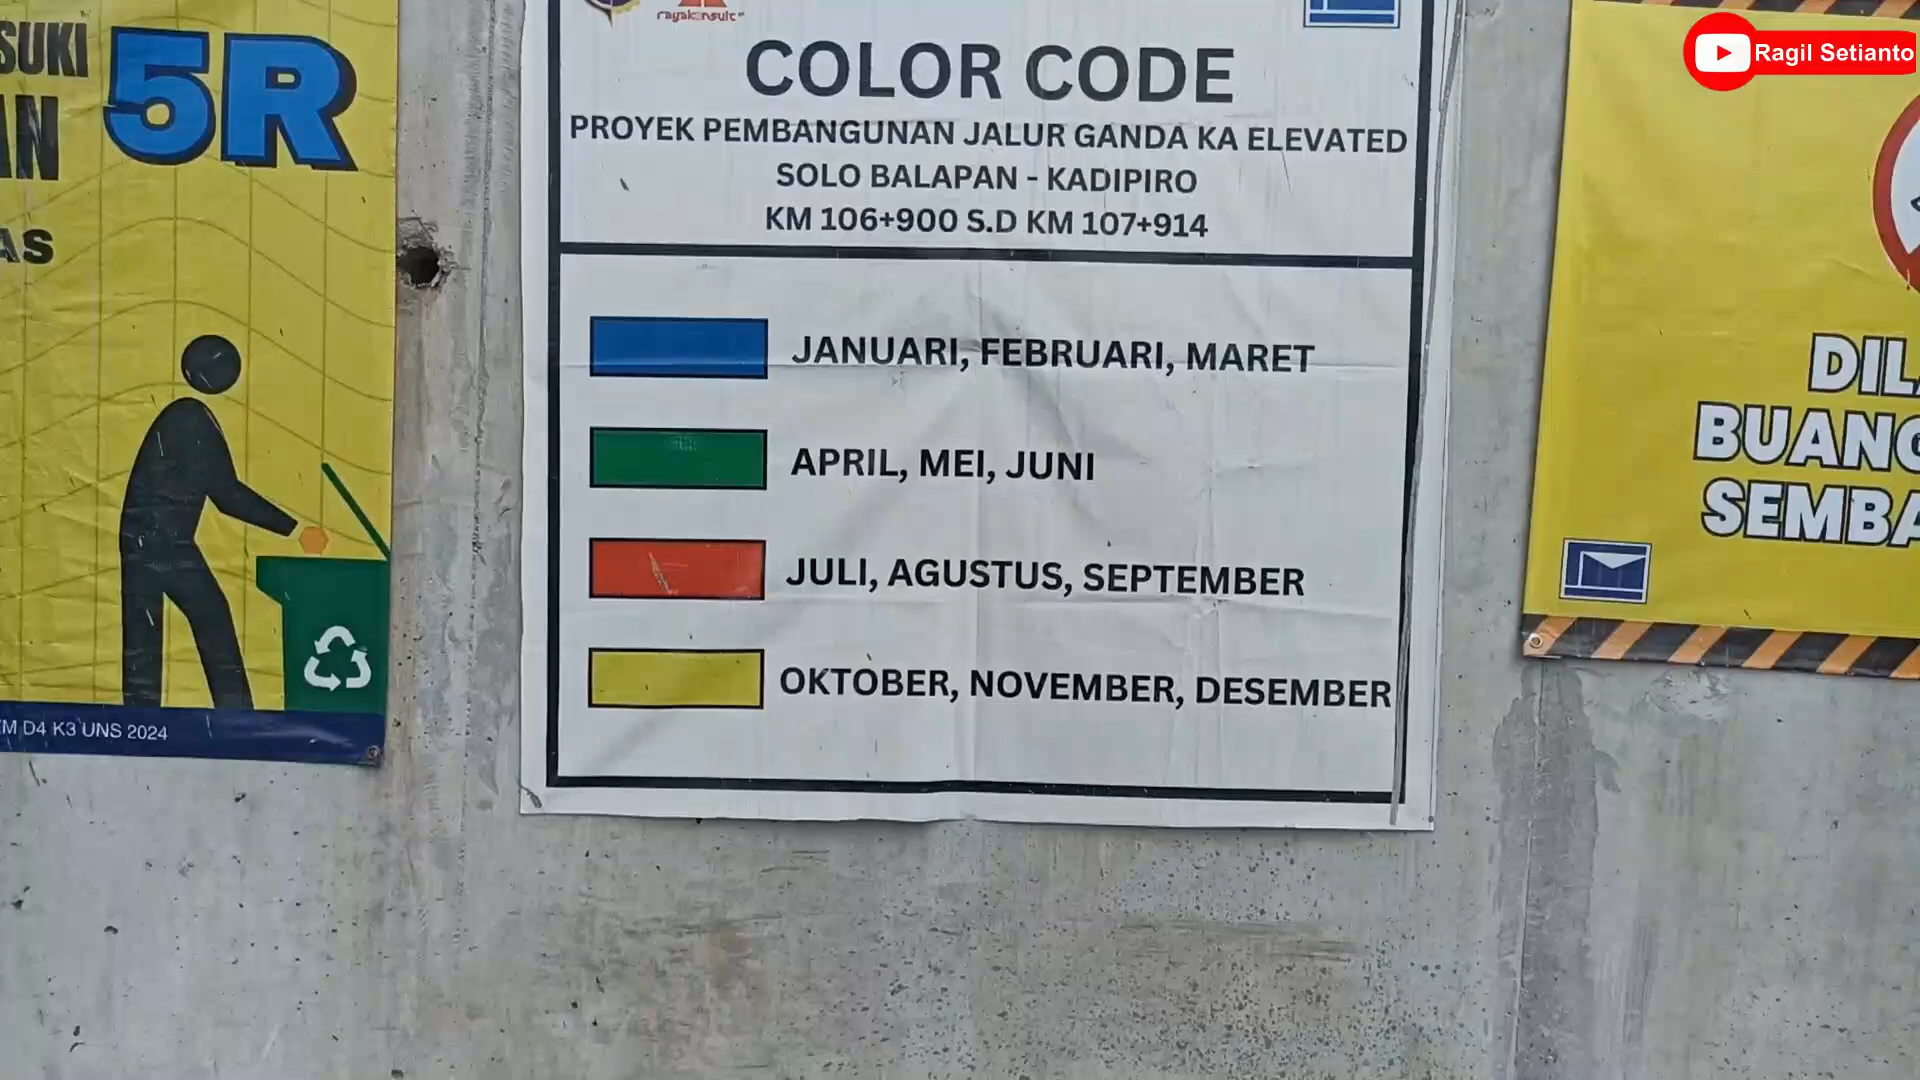 SUKI
5R
AN
AS
M D4 K3 UNS 2024
rayakonsult
COLOR CODE
PROYEK PEMBANGUNAN JALUR GANDA KA ELEVATED
SOLO BALAPAN - KADIPIRO
KM 106+900 S.D KM 107+914
JANUARI, FEBRUARI, MARET
APRIL, MEI, JUNI
JULI, AGUSTUS, SEPTEMBER
OKTOBER, NOVEMBER, DESEMBER
Ragil Setianto
DIL
BUANG
SEMBA